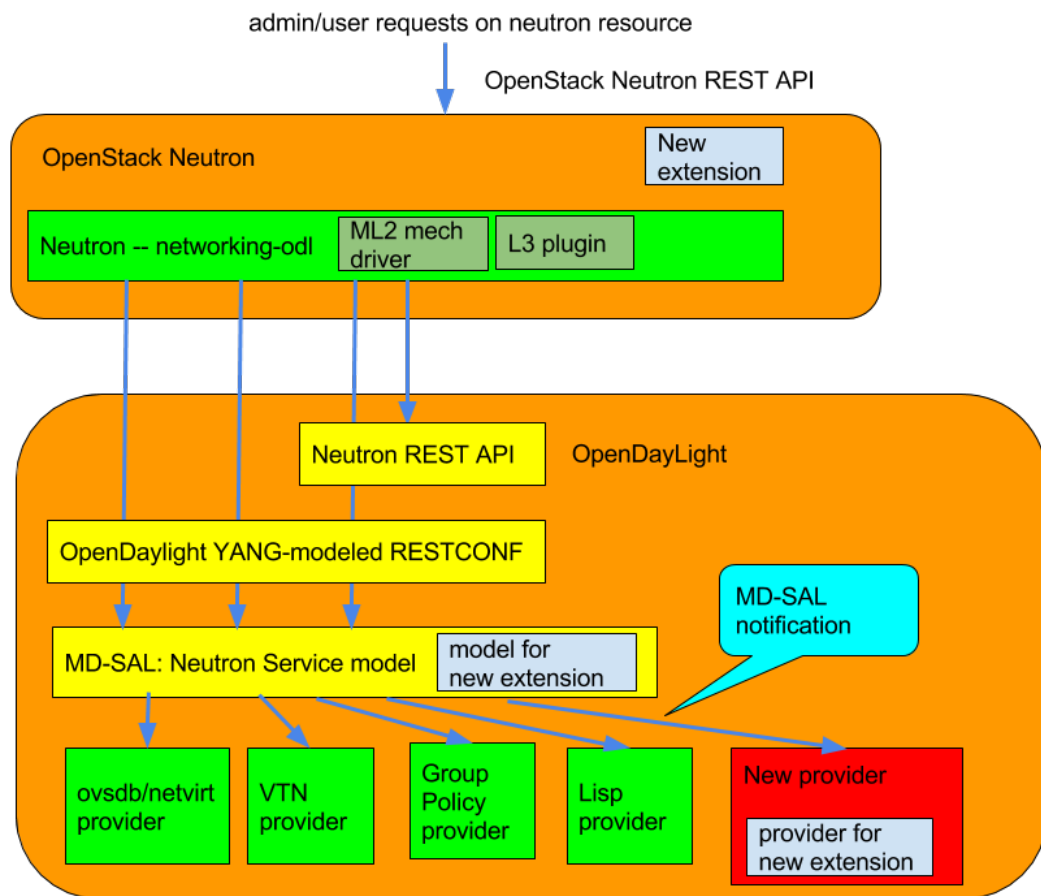 admin/user requests on neutron resource
OpenStack Neutron REST API
OpenStack Neutron
New
extension
Neutron -- networking-odl
ML2 mech
driver
L3 plugin
Neutron REST API
OpenDayLight
OpenDaylight YANG-modeled RESTCONF
MD-SAL
notification
MD-SAL: Neutron Service model
model for
new extension
ovsdb/netvirt
provider
VTN
provider
Group
Policy
provider
Lisp
provider
New provider
provider for
new extension